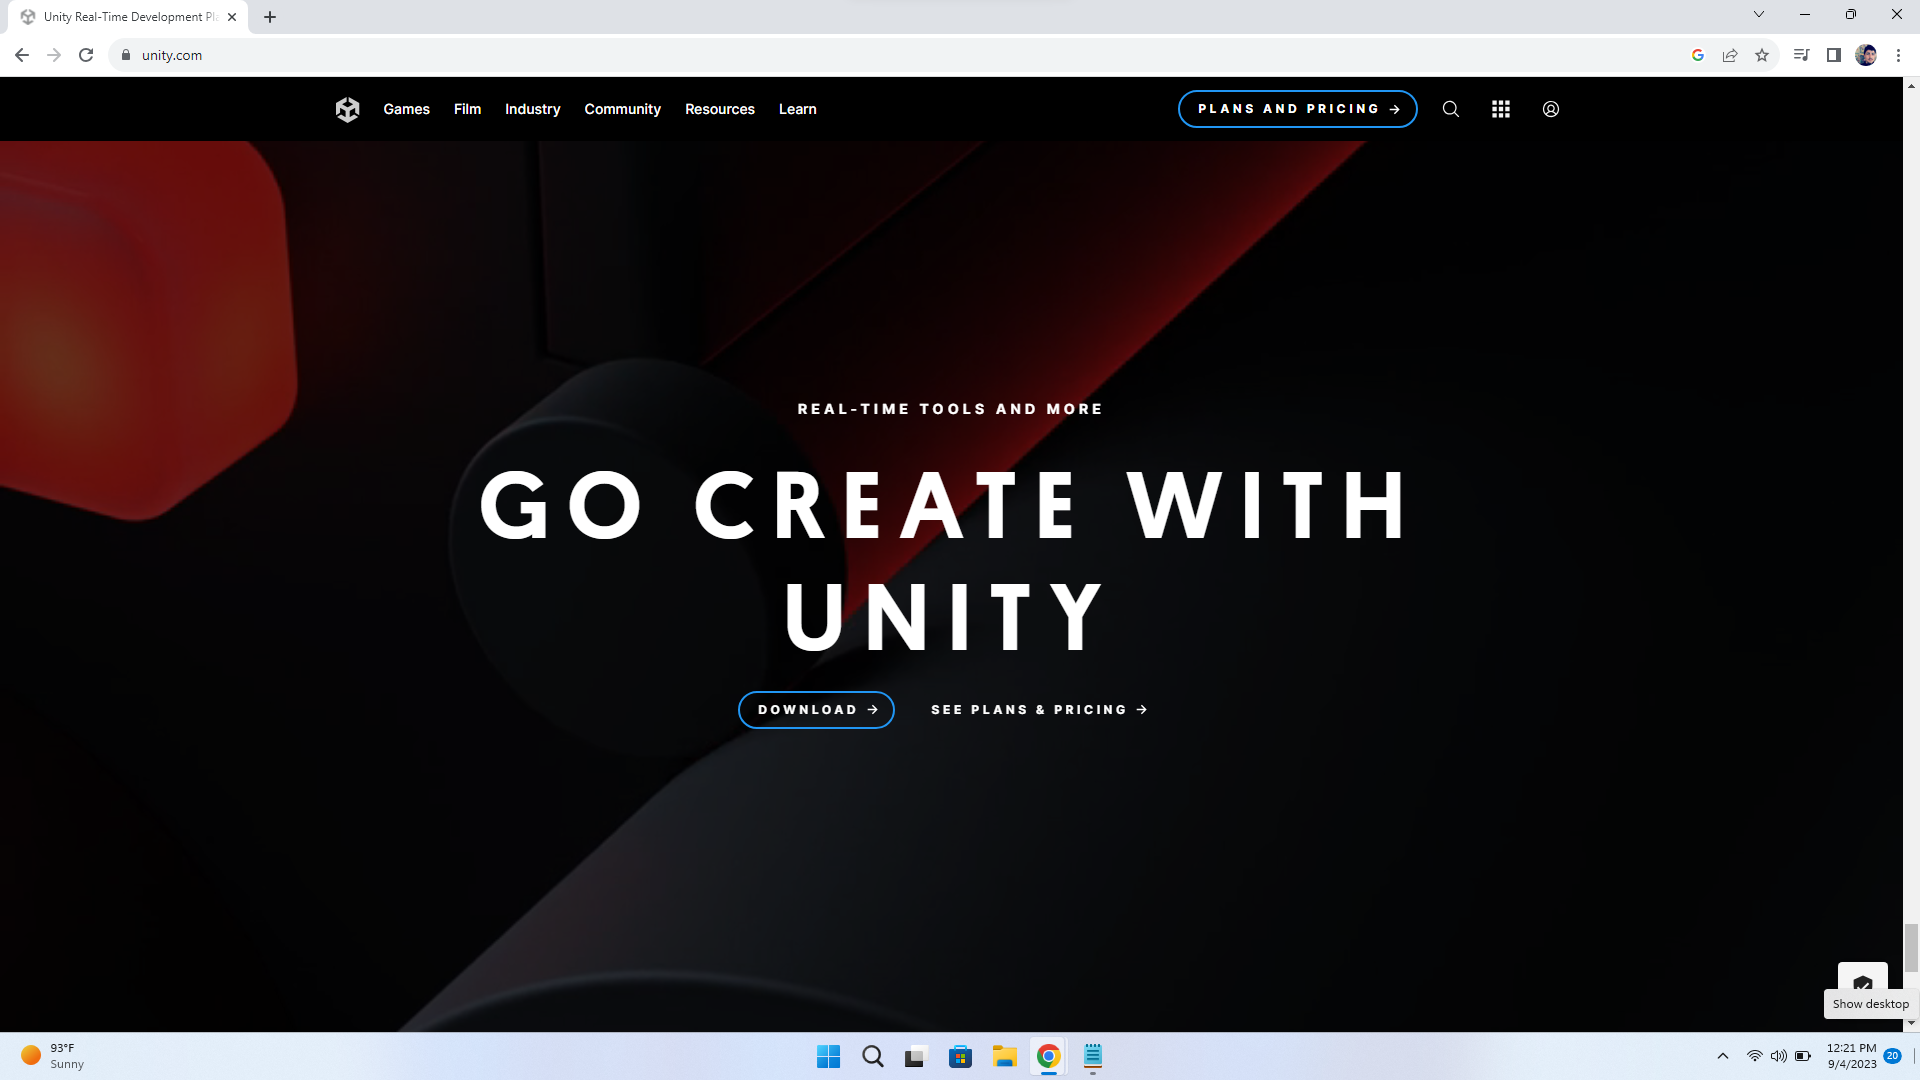 Unity Real-Time Development Pl
unity.com
Games Film Industry Community Resources Learn
PLANS AND PRICING →
REAL-TIME TOOLS AND MORE
GO CREATE WITH
UNITY
DOWNLOAD → SEE PLANS & PRICING →
Show desktop
93°F
Sunny
12:21 PM
9/4/2023
20